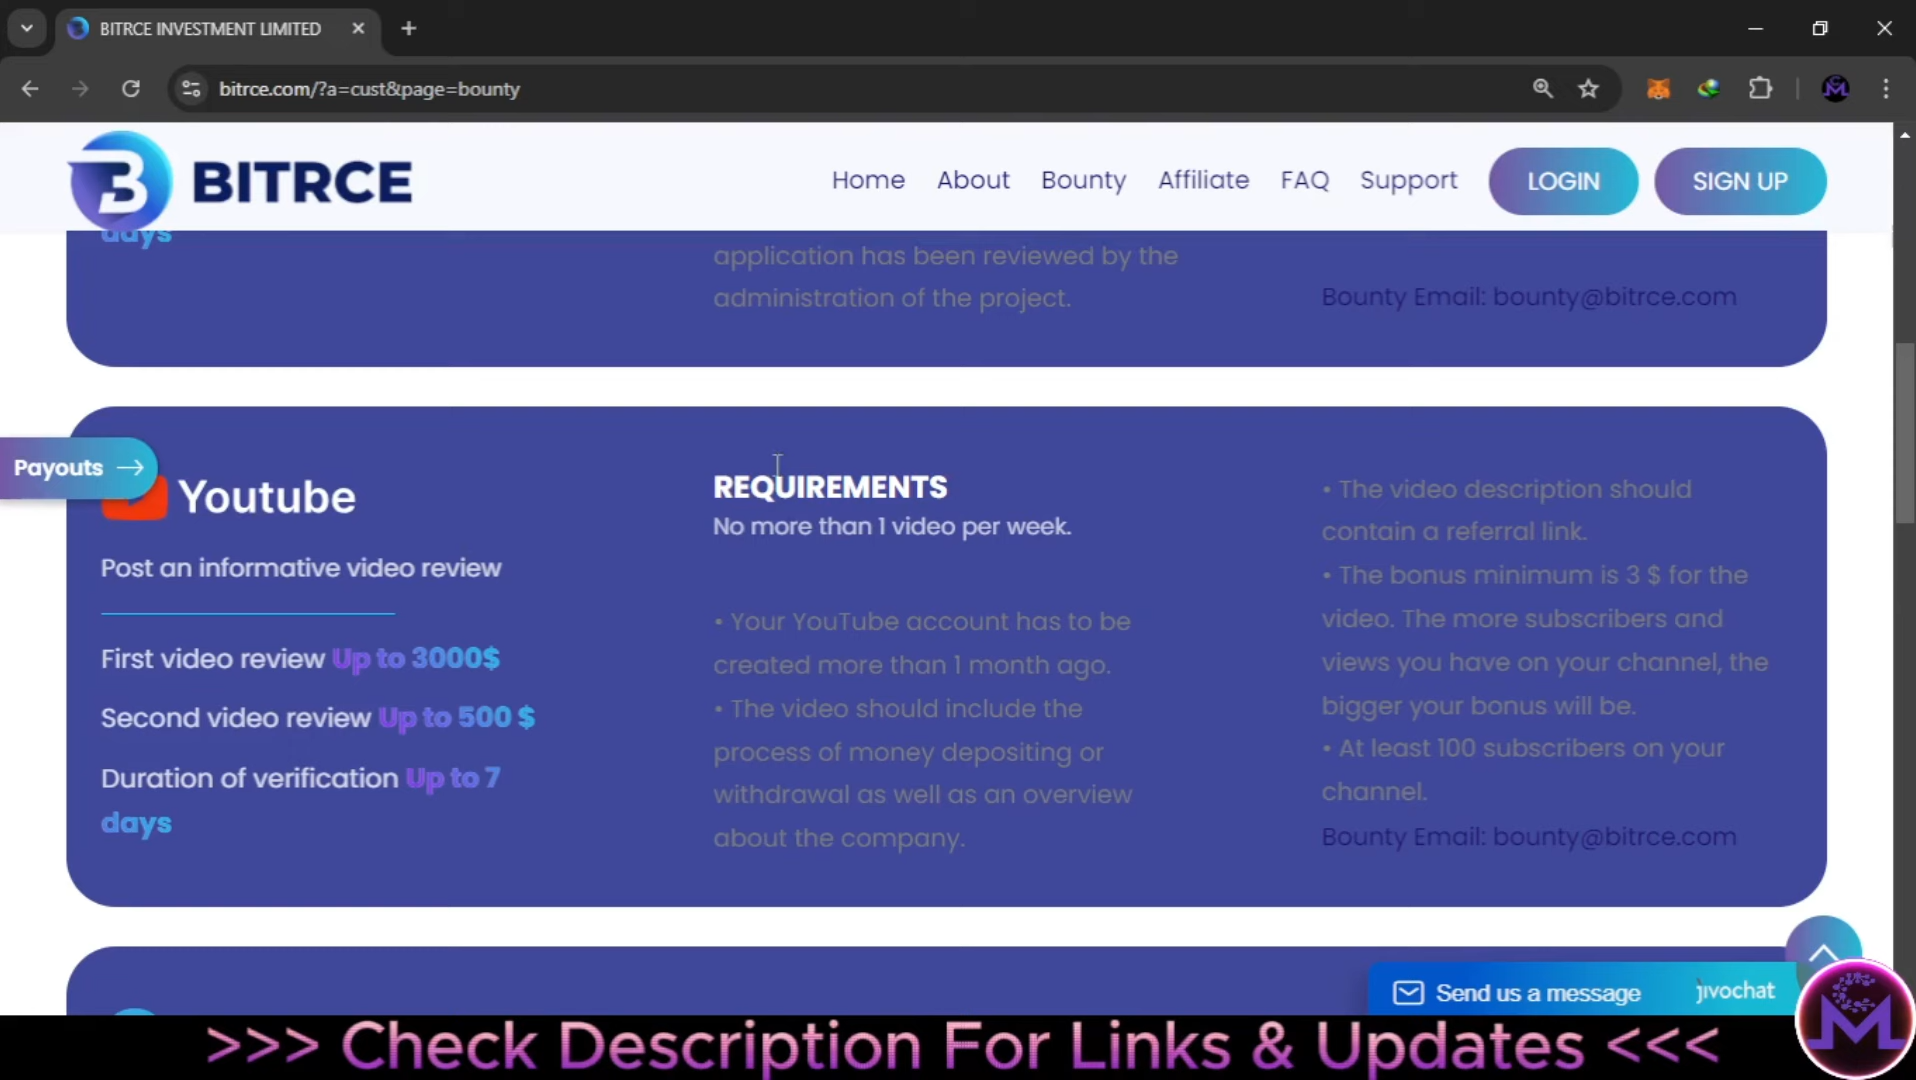 BITRCE INVESTMENT LIMITED
bitrce.com/?a=cust&page=bounty
BITRCE
Home
About
Bounty
Affiliate
FAQ
Support
LOGIN
SIGN UP
days
application has been reviewed by the
administration of the project.
Bounty Email: bounty@bitrce.com
Payouts
Youtube
Post an informative video review
First video review Up to 3000$
Second video review Up to 500 $
Duration of verification Up to 7
days
REQUIREMENTS
No more than 1 video per week.
• Your YouTube account has to be
created more than 1 month ago.
• The video should include the
process of money depositing or
withdrawal as well as an overview
about the company.
• The video description should
contain a referral link.
• The bonus minimum is 3 $ for the
video. The more subscribers and
views you have on your channel, the
bigger your bonus will be.
• At least 100 subscribers on your
channel.
Bounty Email: bounty@bitrce.com
Send us a message
jivochat
>>> Check Description For Links & Updates <<<